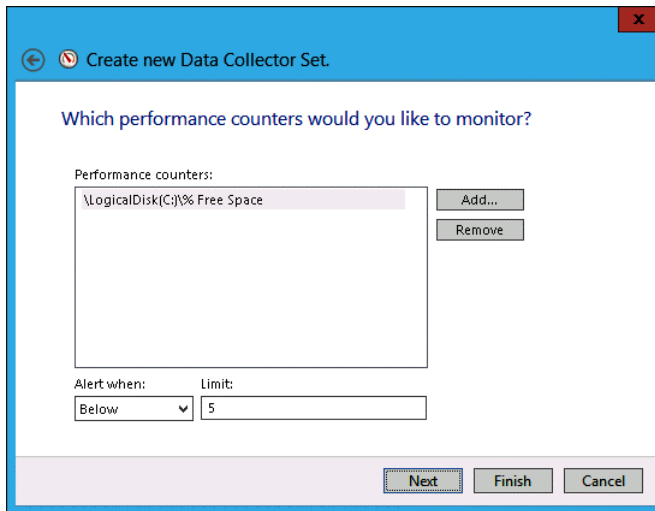 x
Create new Data Collector Set.
Which performance counters would you like to monitor?
Performance counters:
\LogicalDisk(C:)\% Free Space
Add...
Remove
Alert when: Limit:
Below 5
Next Finish Cancel